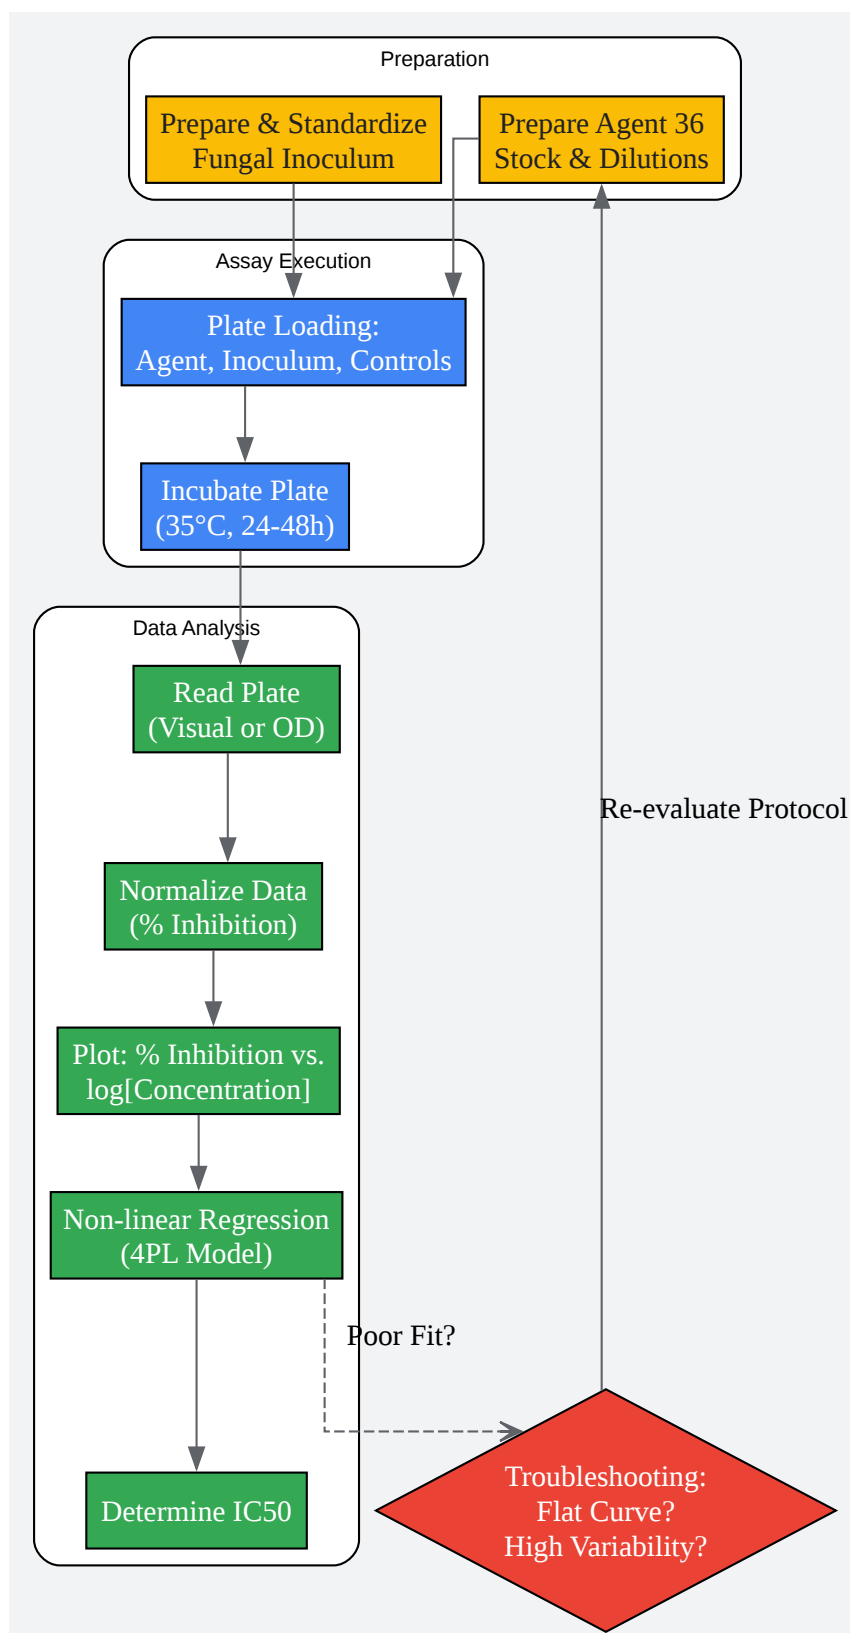 Preparation
Prepare & Standardize
Fungal Inoculum
Prepare Agent 36
Stock & Dilutions
Assay Execution
Plate Loading:
Agent, Inoculum, Controls
Incubate Plate
(35°C, 24-48h)
Data Analysis
Read Plate
(Visual or OD)
Re-evaluate Protocol
Normalize Data
(% Inhibition)
Plot: % Inhibition vs.
log[Concentration]
Non-linear Regression
(4PL Model)
Poor Fit?
Troubleshooting:
Flat Curve?
High Variability?
Determine IC50